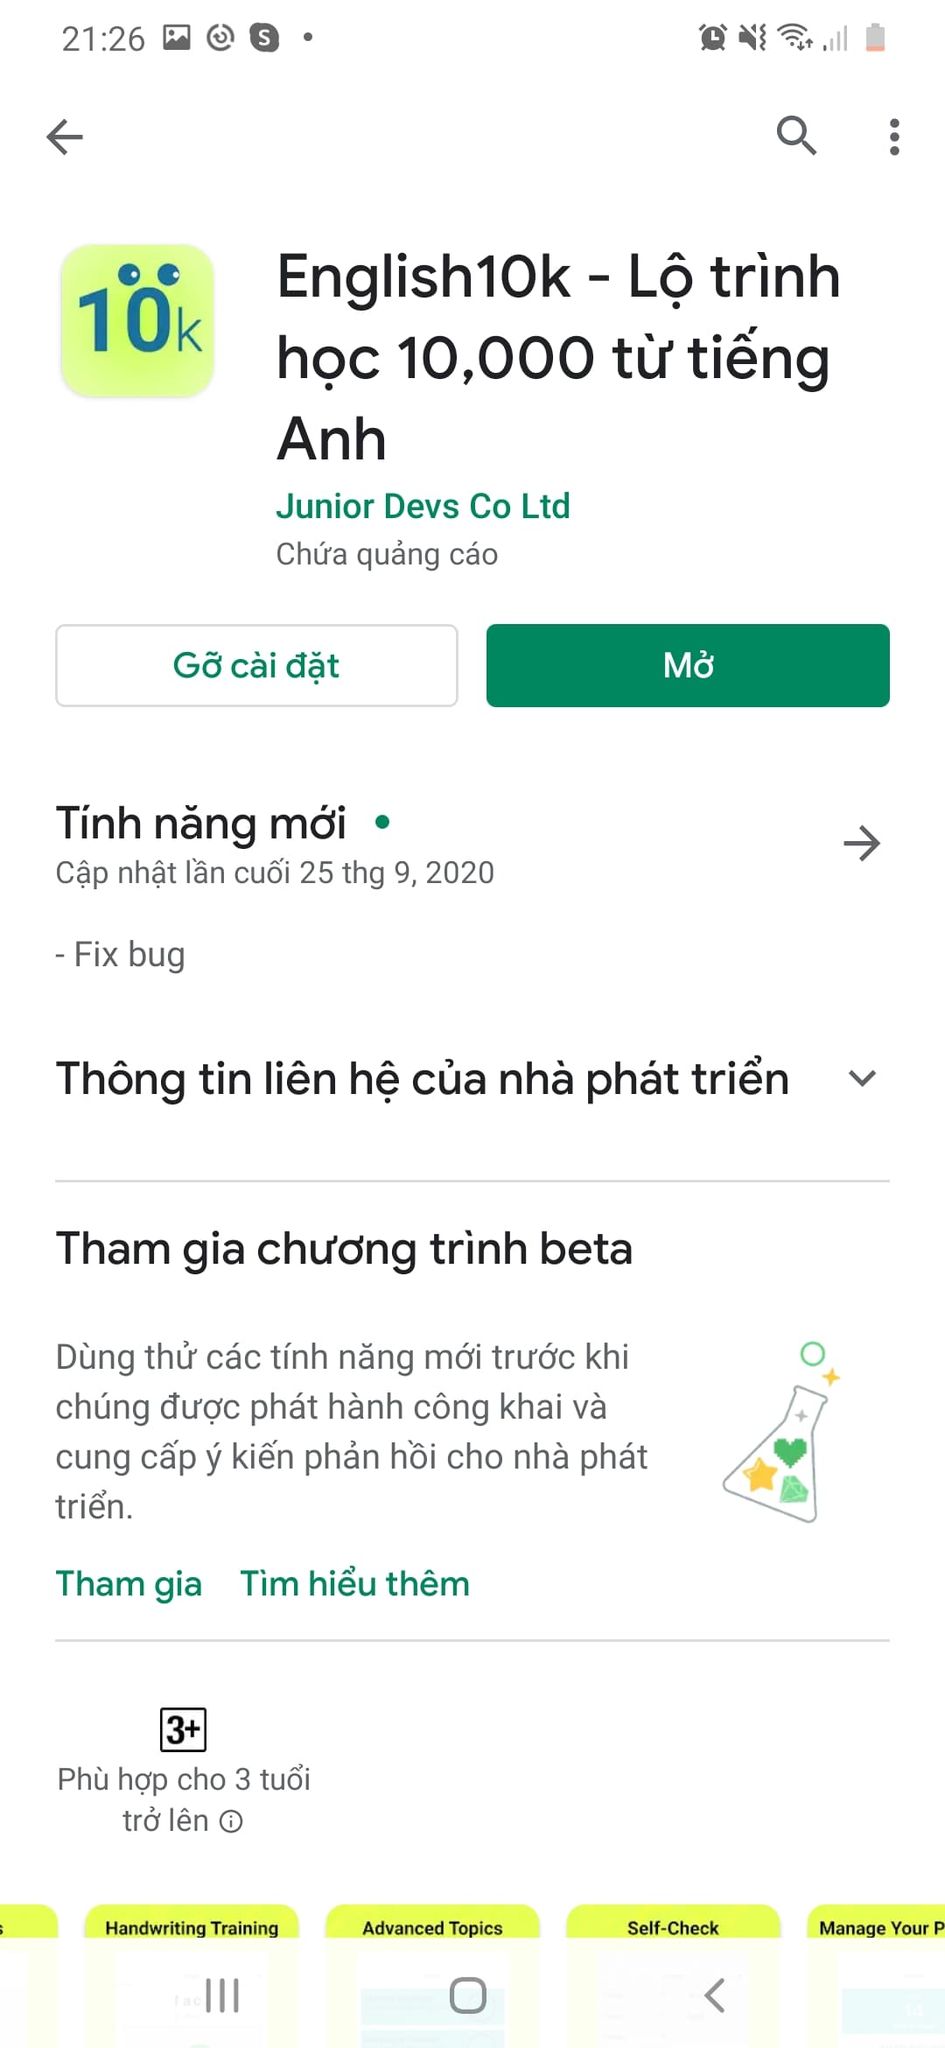 21:26
S
10k
English10k - Lộ trình
học 10,000 từ tiếng
Anh
Junior Devs Co Ltd
Chứa quảng cáo
Gỡ cài đặt
Mở
Tính năng mới
Cập nhật lần cuối 25 thg 9, 2020
- Fix bug
Thông tin liên hệ của nhà phát triển
Tham gia chương trình beta
Dùng thử các tính năng mới trước khi
chúng được phát hành công khai và
cung cấp ý kiến phản hồi cho nhà phát
triển.
Tham gia Tìm hiểu thêm
3+
Phù hợp cho 3 tuổi
trở lên
Handwriting Training
Advanced Topics
Self-Check
Manage Your P